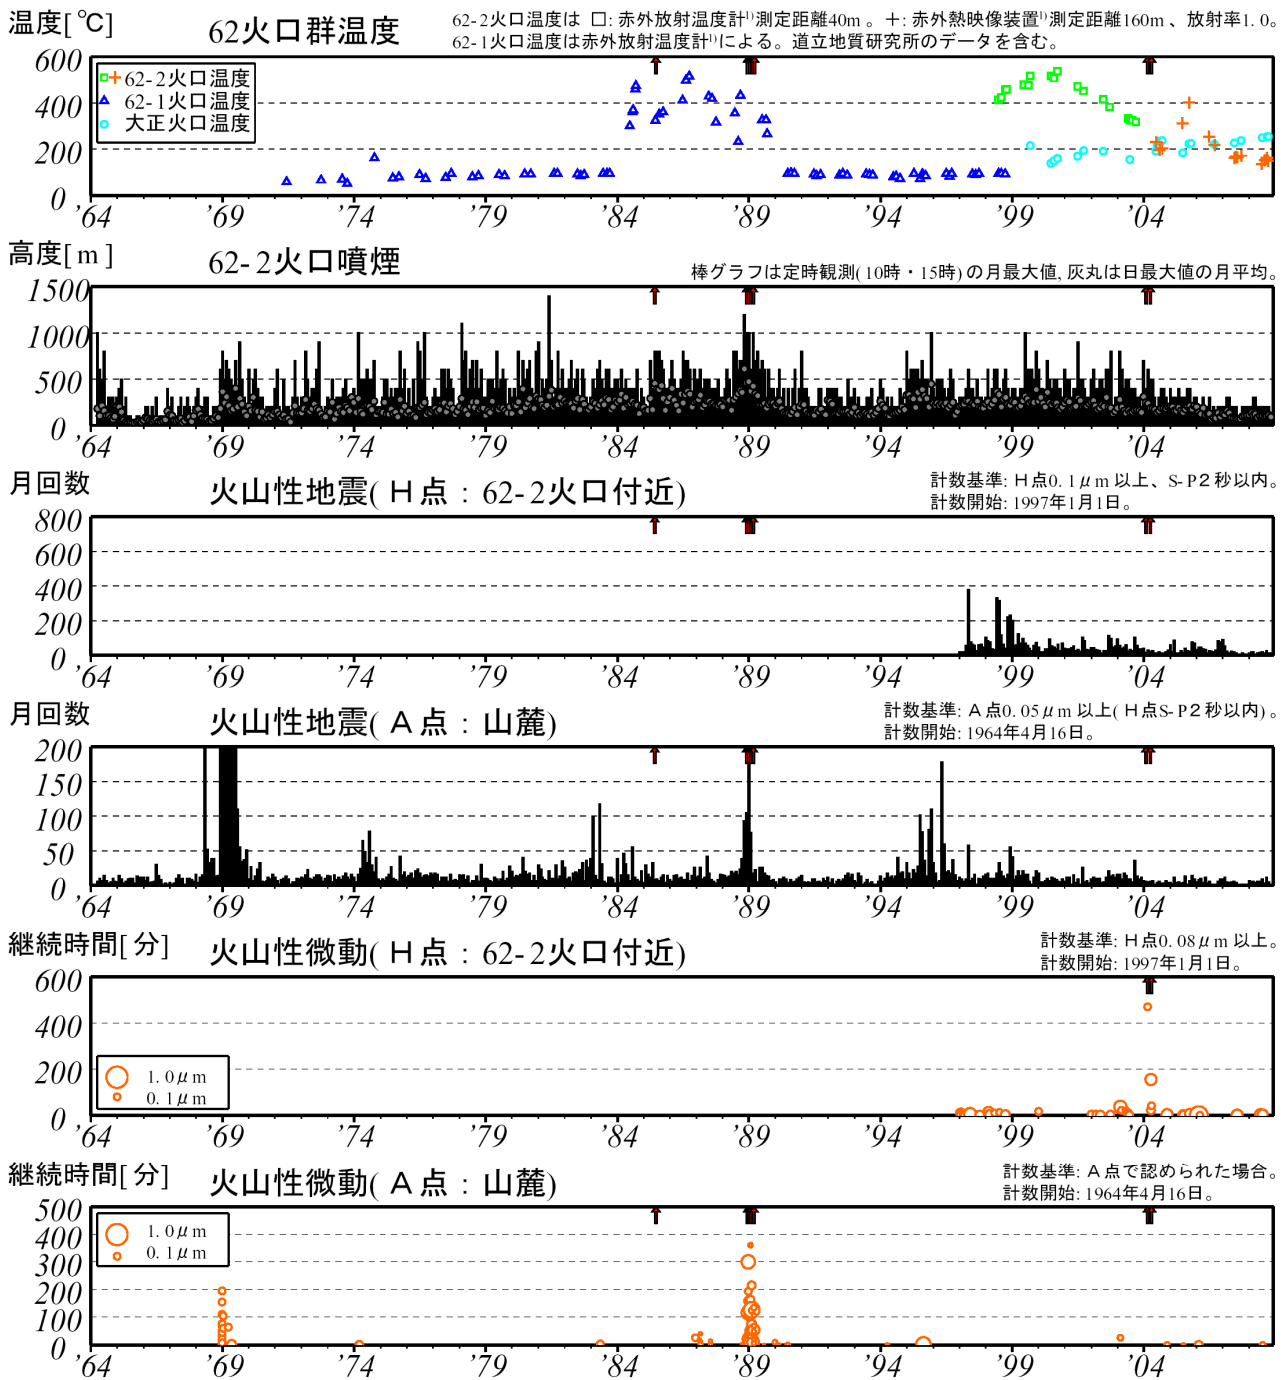 温度[℃]
62火口群温度
62-2火口温度は □: 赤外放射温度計¹⁾測定距離40m 。＋: 赤外熱映像装置¹⁾測定距離160m 、放射率1. 0。
62-1火口温度は赤外放射温度計¹⁾による。道立地質研究所のデータを含む。
600
400
200
0
62-2火口温度
62-1火口温度
大正火口温度
'64 '69 '74 '79 '84 '89 '94 '99 '04
高度[m]
62-2火口噴煙
棒グラフは定時観測(10時・15時)の月最大値, 灰丸は日最大値の月平均。
1500
1000
500
0
'64 '69 '74 '79 '84 '89 '94 '99 '04
月回数
火山性地震(Ｈ点：62-2火口付近)
計数基準: Ｈ点0. 1μm以上、S-P２秒以内。
計数開始: 1997年1月1日。
800
600
400
200
0
'64 '69 '74 '79 '84 '89 '94 '99 '04
月回数
火山性地震(Ａ点：山麓)
計数基準: Ａ点0. 05μm以上(Ｈ点S-P２秒以内)。
計数開始: 1964年4月16日。
200
150
100
50
0
'64 '69 '74 '79 '84 '89 '94 '99 '04
継続時間[分]
火山性微動(Ｈ点：62-2火口付近)
計数基準: Ｈ点0. 08μm以上。
計数開始: 1997年1月1日。
600
400
200
0
1. 0μm
0. 1μm
'64 '69 '74 '79 '84 '89 '94 '99 '04
継続時間[分]
火山性微動(Ａ点：山麓)
計数基準: Ａ点で認められた場合。
計数開始: 1964年4月16日。
500
400
300
200
100
0
1. 0μm
0. 1μm
'64 '69 '74 '79 '84 '89 '94 '99 '04